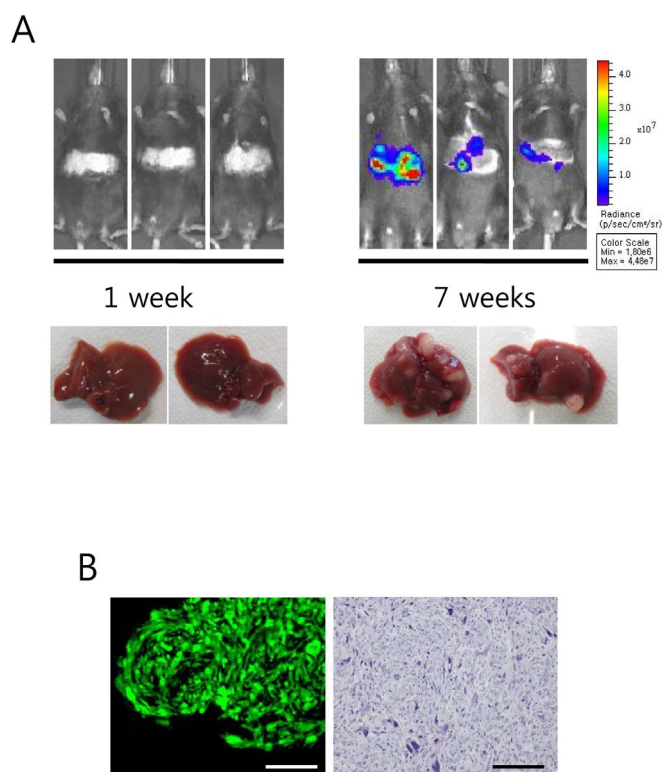 A
4.0
3.0
x10⁷
2.0
1.0
Radiance
(p/sec/cm²/sr)
Color Scale
Min = 1,80e6
Max = 4,48e7
1 week
7 weeks
B